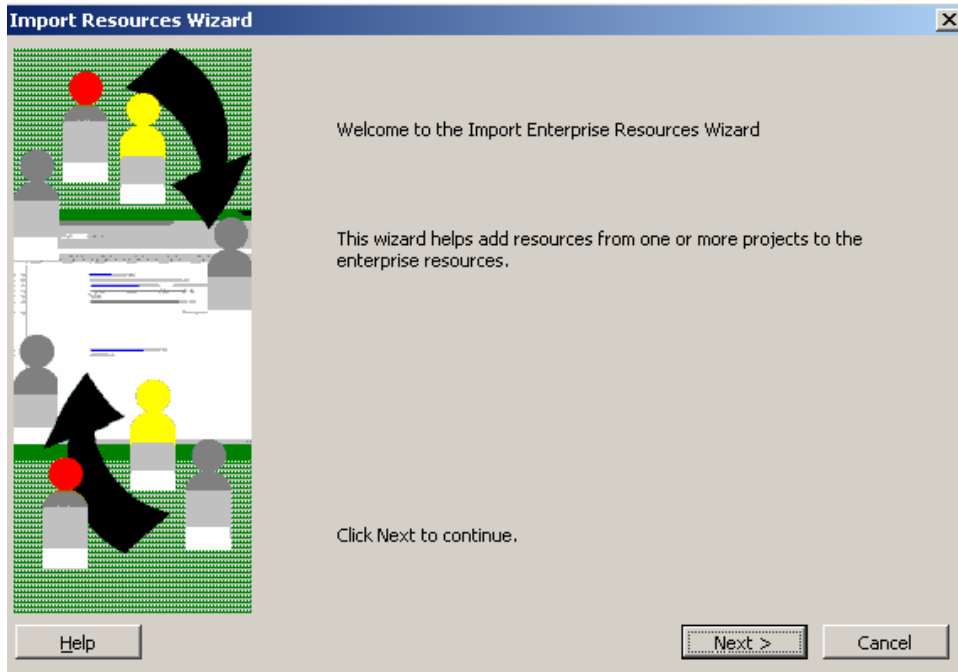 Import Resources Wizard
Welcome to the Import Enterprise Resources Wizard
This wizard helps add resources from one or more projects to the
enterprise resources.
Click Next to continue.
Help
Next >
Cancel